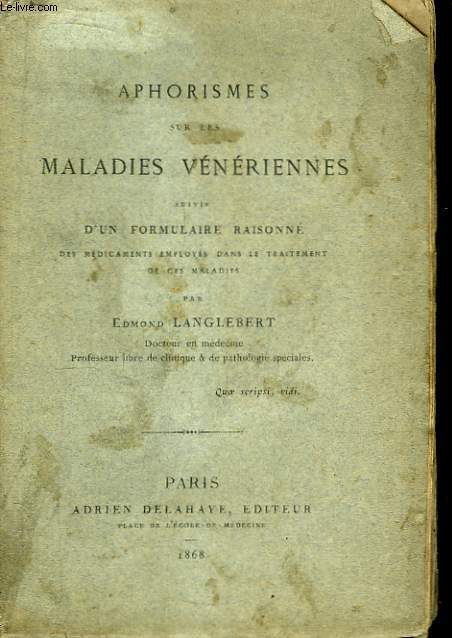 Le-livre.com
APHORISMES
SUR LES
MALADIES VÉNÉRIENNES
SUIVIS
D'UN FORMULAIRE RAISONNÉ
DES MÉDICAMENTS EMPLOYÉS DANS LE TRAITEMENT
DE CES MALADIES
PAR
EDMOND LANGLEBERT
Docteur en médecine
Professeur libre de clinique & de pathologie spéciales.
Quæ scripsi, vidi.
PARIS
ADRIEN DELAHAYE, EDITEUR
PLACE DE L'ÉCOLE-DE-MÉDECINE
1868